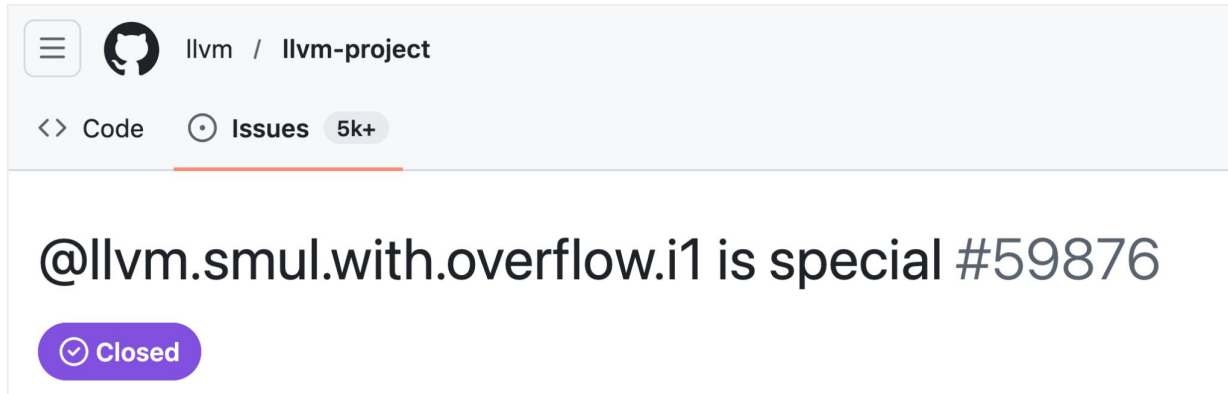 llvm / llvm-project
Code Issues 5k+
@llvm.smul.with.overflow.i1 is special #59876
Closed